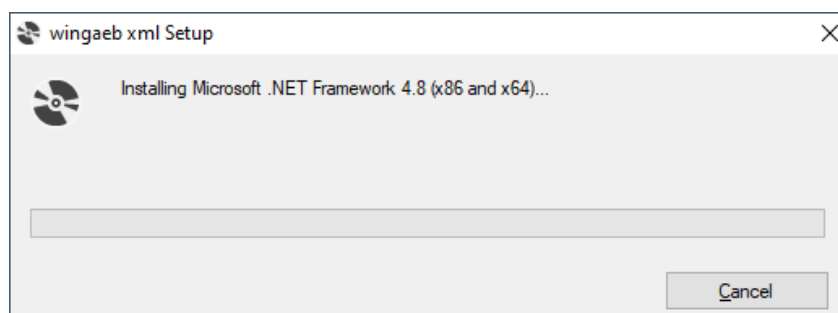 wingaeb xml Setup
Installing Microsoft .NET Framework 4.8 (x86 and x64)...
Cancel